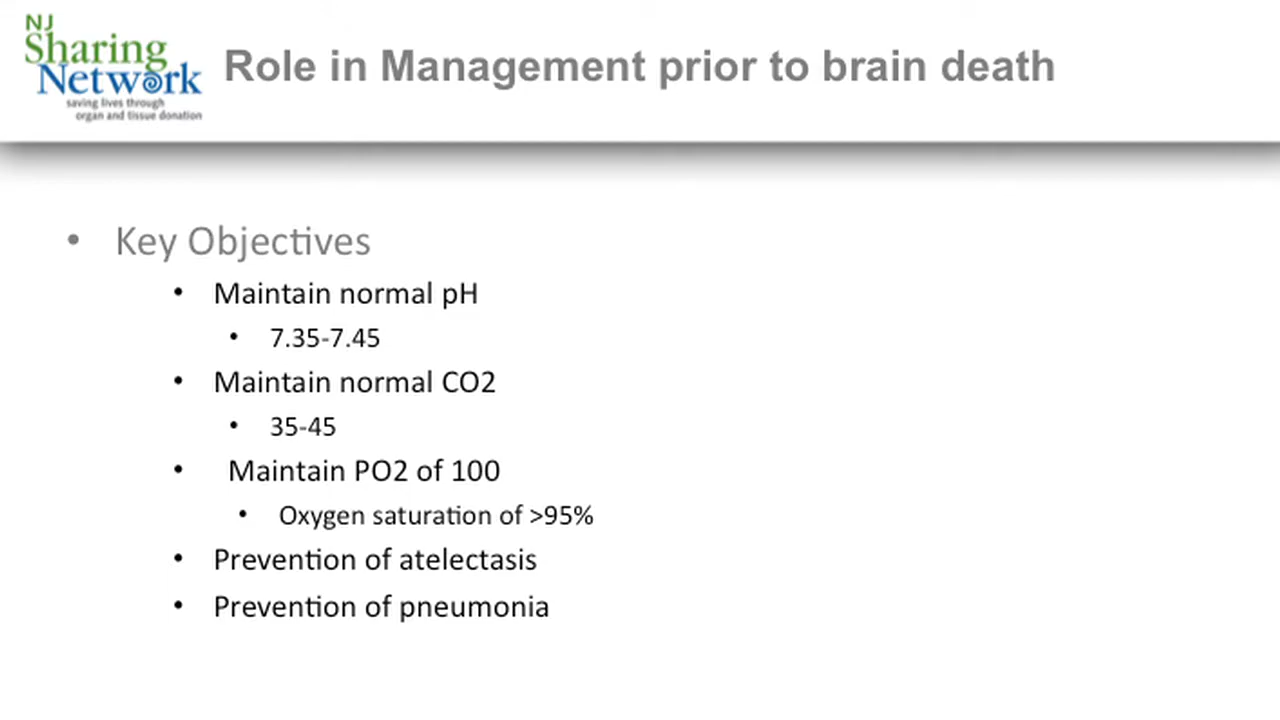 NJ
Sharing
Network
saving lives through
organ and tissue donation
Role in Management prior to brain death
• Key Objectives
• Maintain normal pH
• 7.35-7.45
• Maintain normal CO2
• 35-45
• Maintain PO2 of 100
• Oxygen saturation of >95%
• Prevention of atelectasis
• Prevention of pneumonia